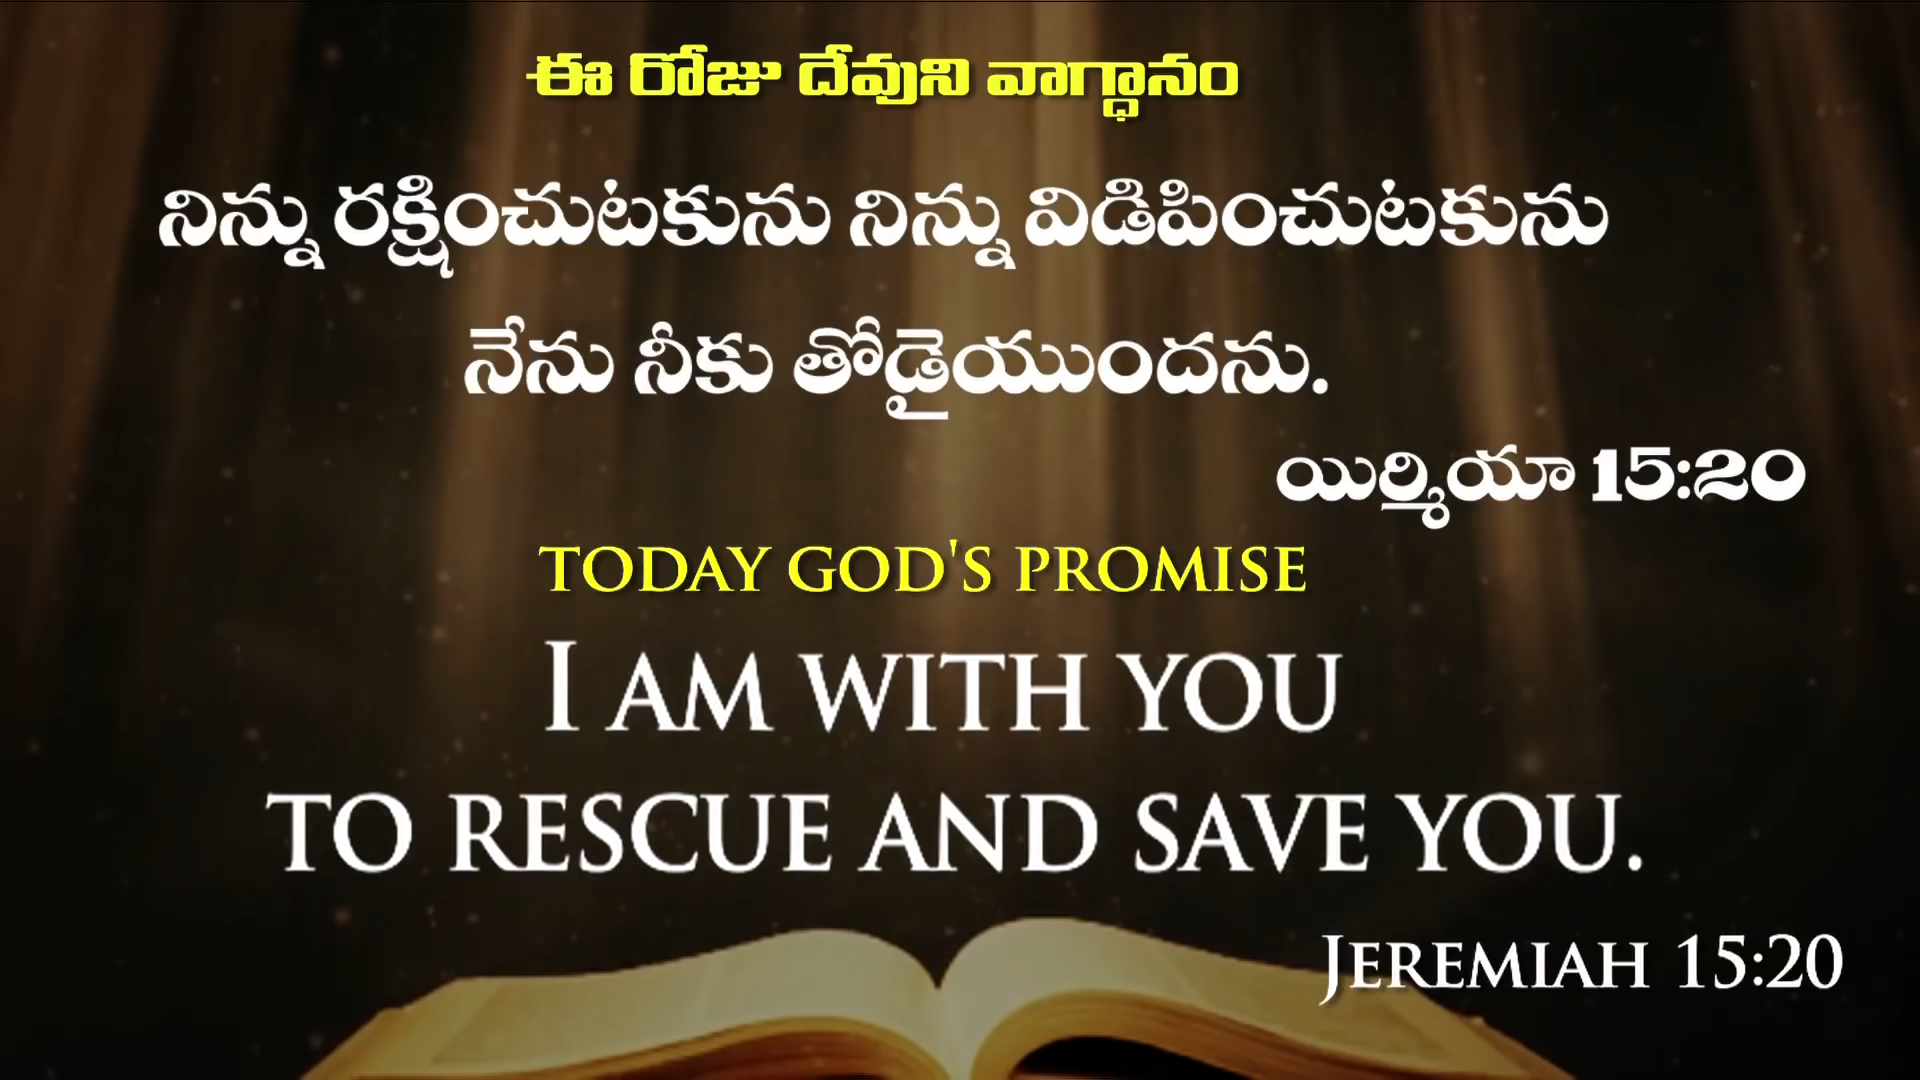 ఈ రోజు దేవుని వాగ్ధానం
నిన్ను రక్షించుటకును నిన్ను విడిపించుటకును
నేను నీకు తోడైయుందను.
యిర్మియా 15:20
TODAY GOD'S PROMISE
I AM WITH YOU
TO RESCUE AND SAVE YOU.
JEREMIAH 15:20